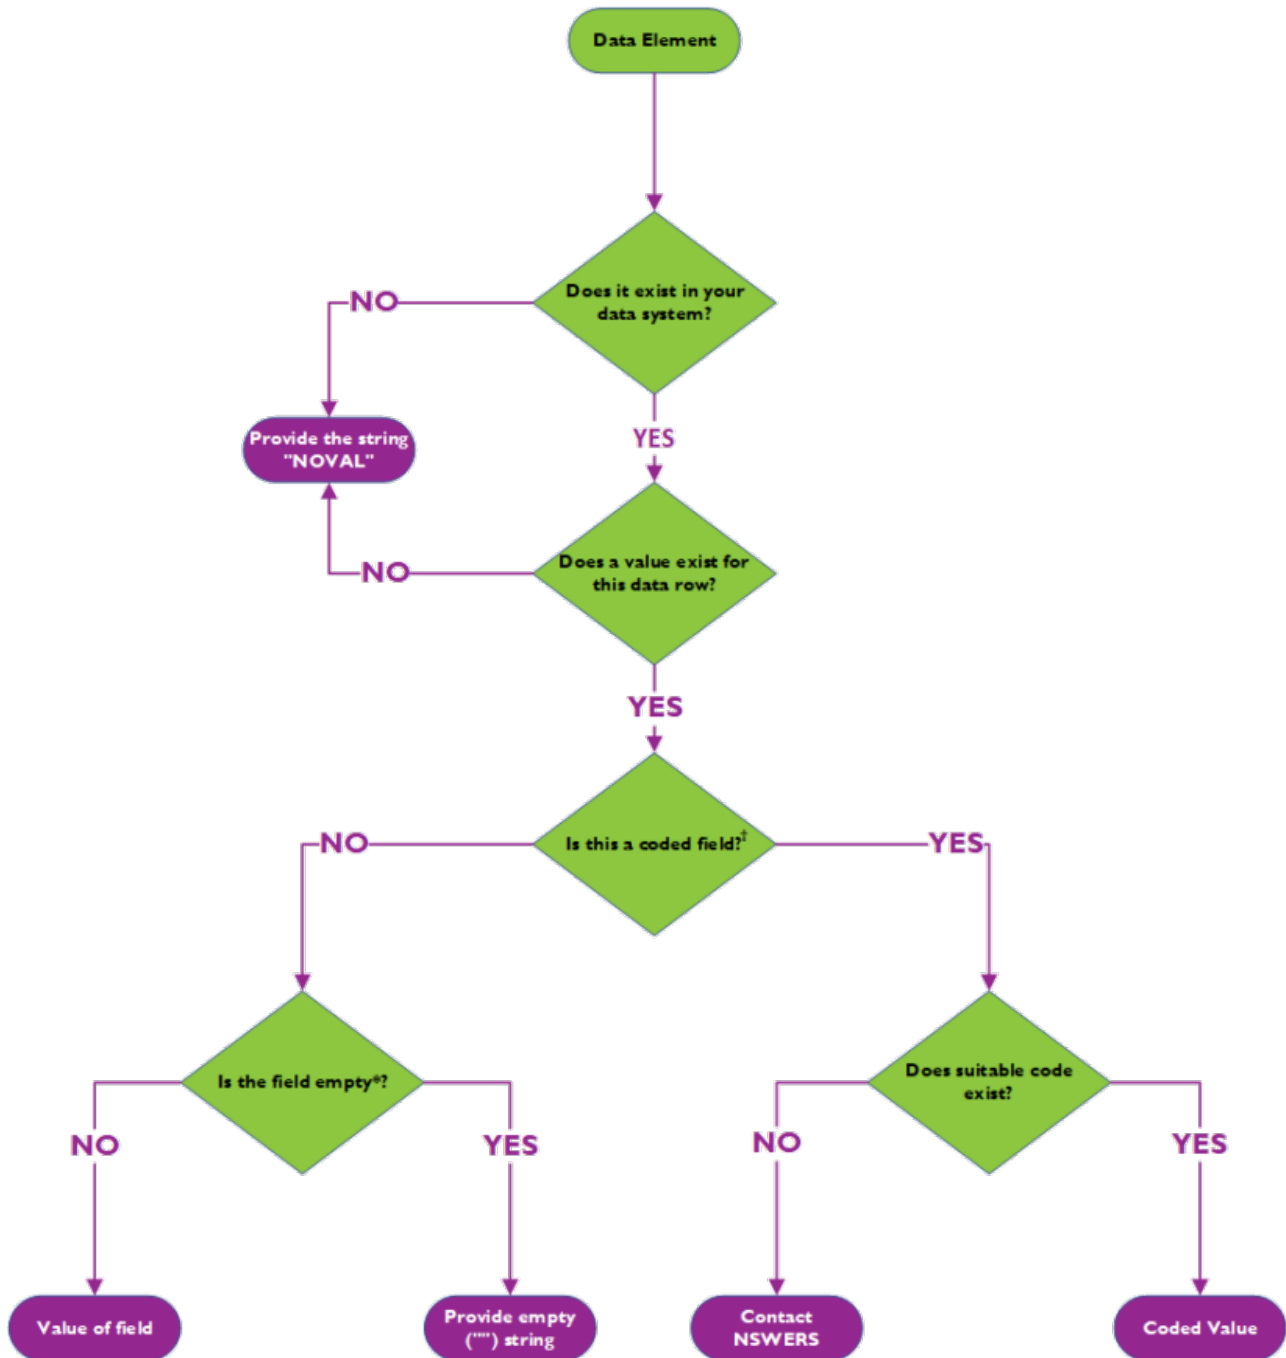 Data Element
Does it exist in your
data system?
NO
YES
Provide the string
"NOVAL"
Does a value exist for
this data row?
NO
YES
Is this a coded field?†
NO
YES
Is the field empty*?
Does suitable code
exist?
NO
YES
NO
YES
Value of field
Provide empty
("") string
Contact
NSWERS
Coded Value